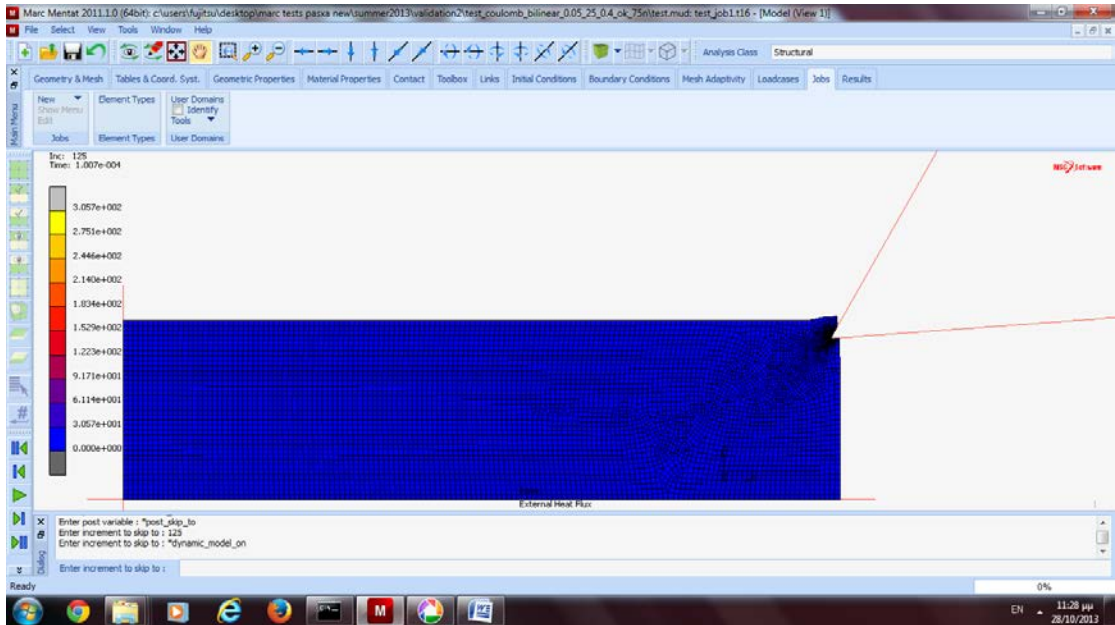 Marc Mentat 2011.1.0 (64bit): c:\users\fujitsu\desktop\marc tests pasxa new\summer2013\validation2\test_coulomb_bilinear_0.05_25_0.4_ok_75n\test.mud: test_job1.t16 - [Model (View 1)]
File Select View Tools Window Help
Analysis Class Structural
Geometry & Mesh Tables & Coord. Syst. Geometric Properties Material Properties Contact Toolbox Links Initial Conditions Boundary Conditions Mesh Adaptivity Loadcases Jobs Results
Main Menu
New Element Types User Domains
Show Menu Identify
Edit Tools
Jobs Element Types User Domains
Inc: 125
Time: 1.007e-004
MSC Software
3.057e+002
2.751e+002
2.446e+002
2.140e+002
1.834e+002
1.529e+002
1.223e+002
9.171e+001
6.114e+001
3.057e+001
0.000e+000
External Heat Flux
1
Dialog
Enter post variable : *post_skip_to
Enter increment to skip to : 125
Enter increment to skip to : *dynamic_model_on
Enter increment to skip to :
Ready
0%
EN
11:28 μμ
28/10/2013